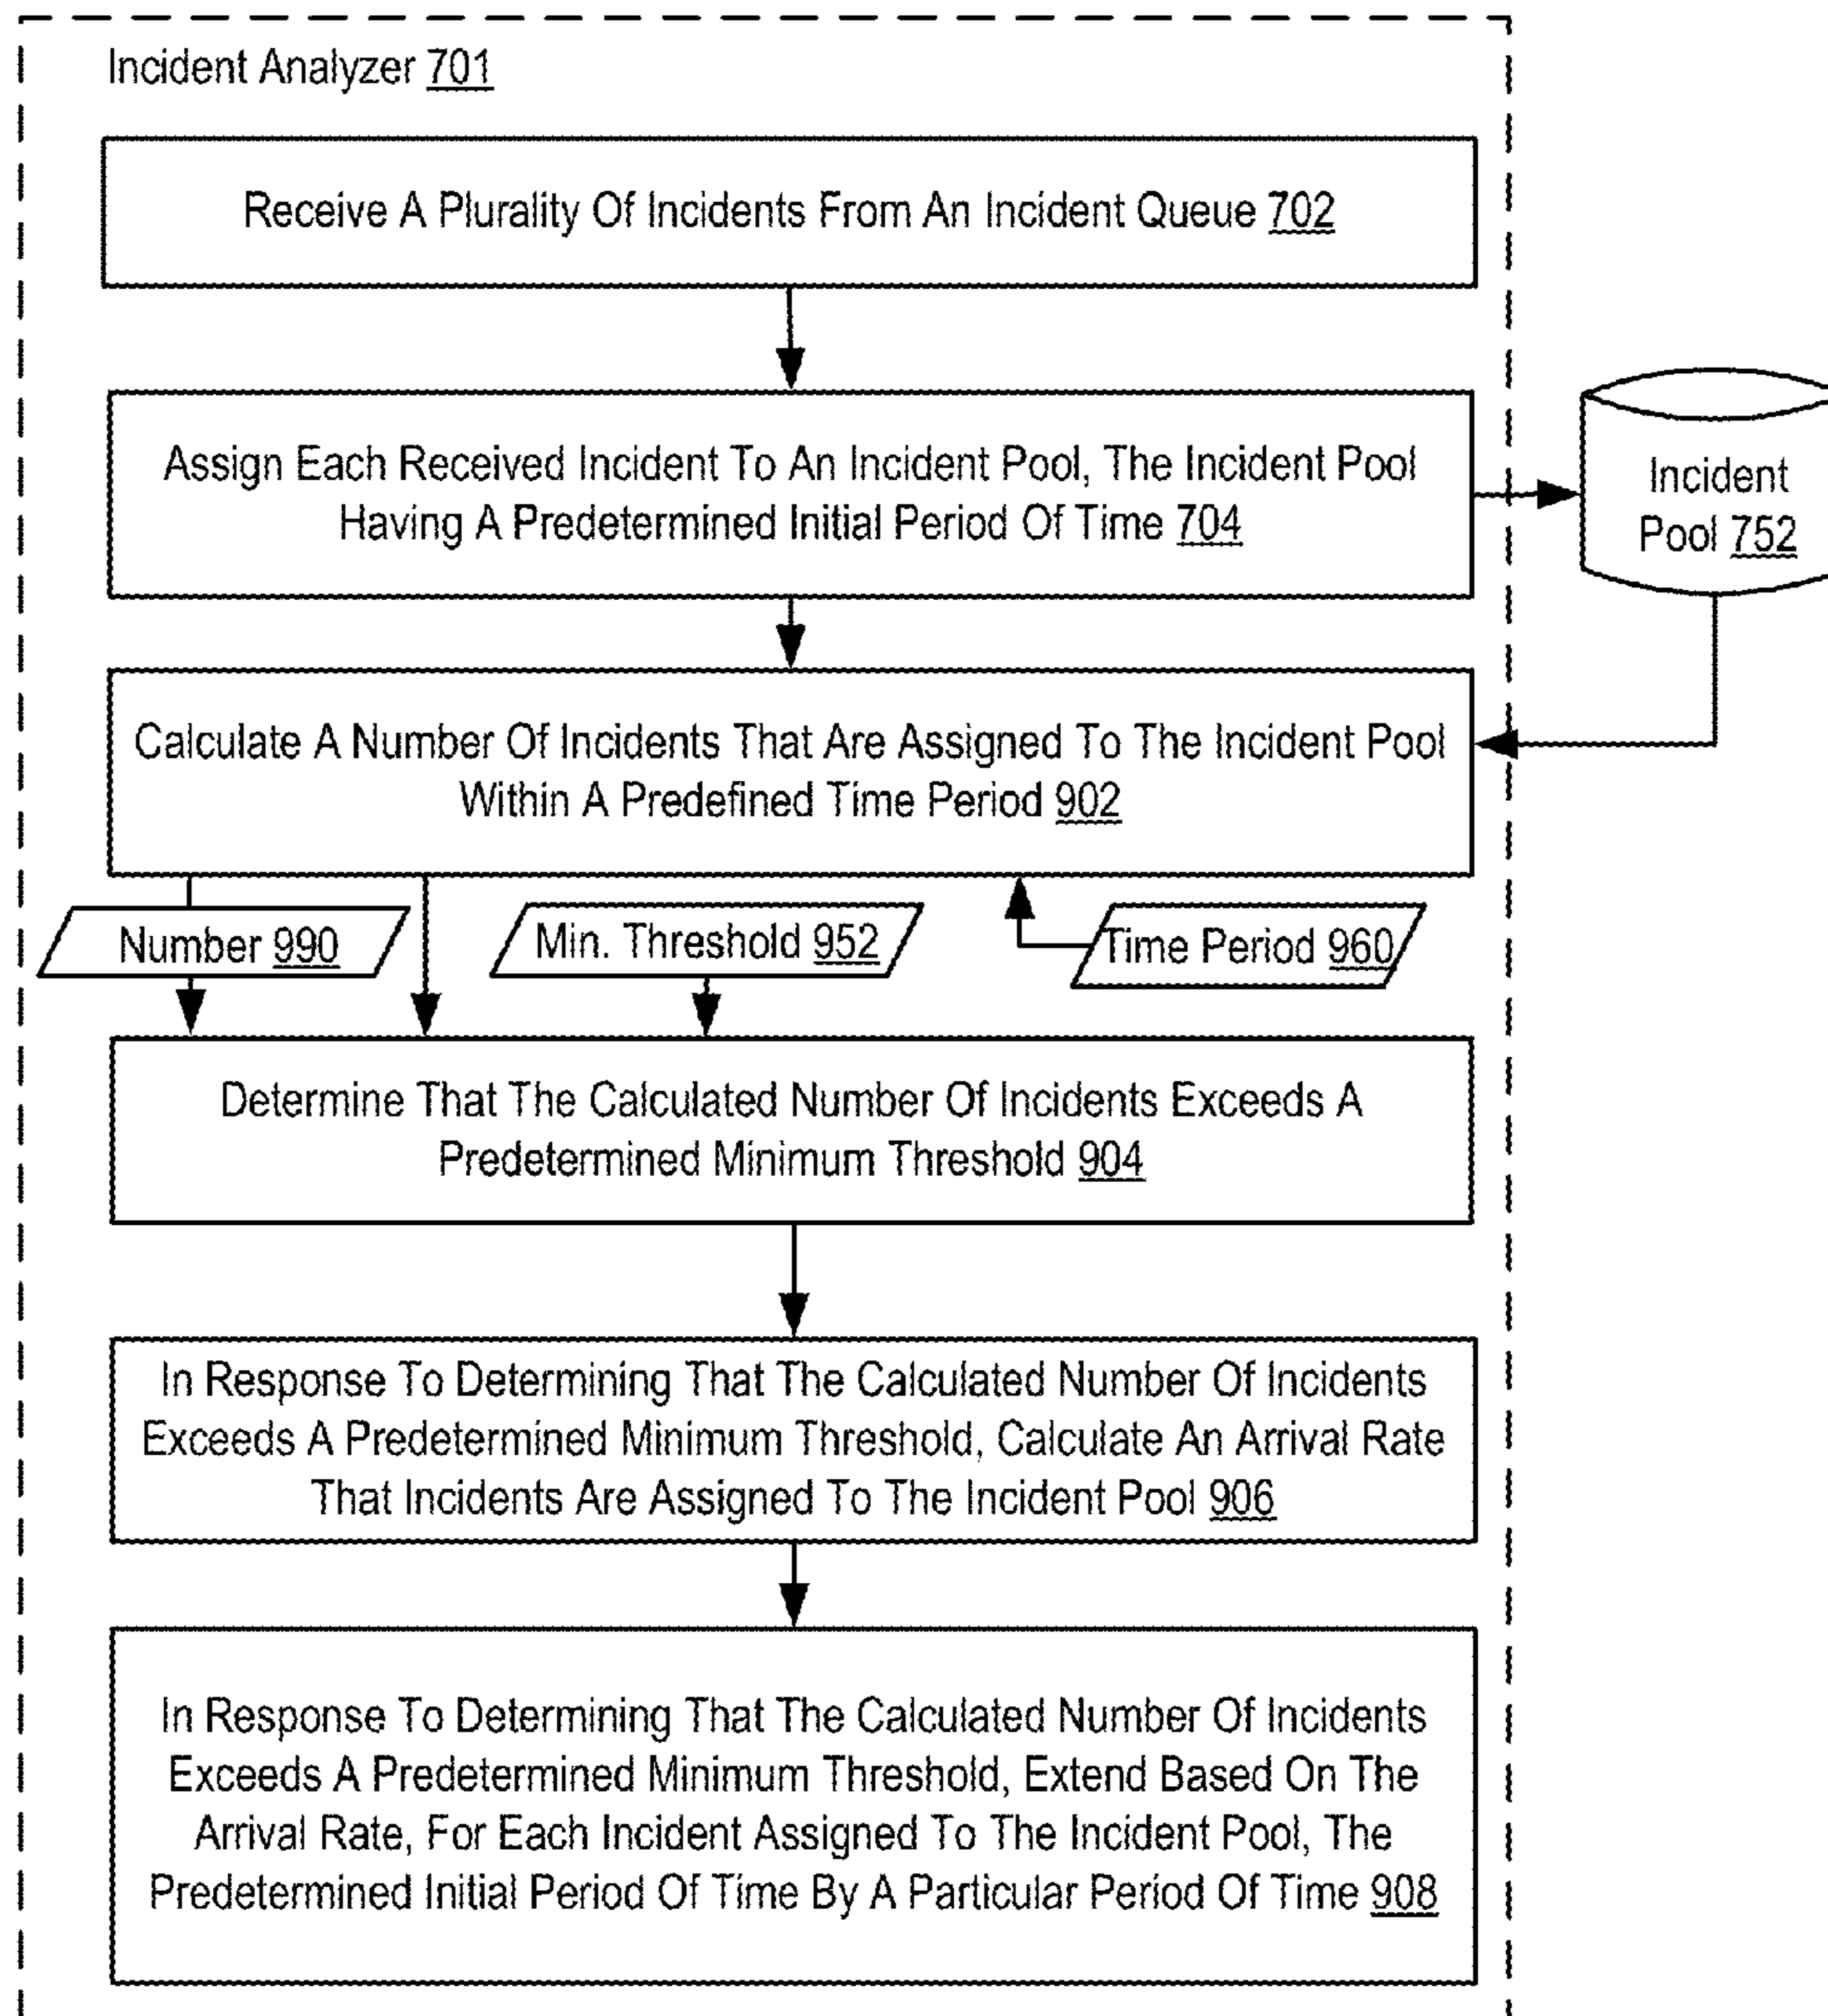 Incident Analyzer 701
Receive A Plurality Of Incidents From An Incident Queue 702
Assign Each Received Incident To An Incident Pool, The Incident Pool
Having A Predetermined Initial Period Of Time 704
Incident
Pool 752
Calculate A Number Of Incidents That Are Assigned To The Incident Pool
Within A Predefined Time Period 902
Number 990
Min. Threshold 952
Time Period 960
Determine That The Calculated Number Of Incidents Exceeds A
Predetermined Minimum Threshold 904
In Response To Determining That The Calculated Number Of Incidents
Exceeds A Predetermined Minimum Threshold, Calculate An Arrival Rate
That Incidents Are Assigned To The Incident Pool 906
In Response To Determining That The Calculated Number Of Incidents
Exceeds A Predetermined Minimum Threshold, Extend Based On The
Arrival Rate, For Each Incident Assigned To The Incident Pool, The
Predetermined Initial Period Of Time By A Particular Period Of Time 908